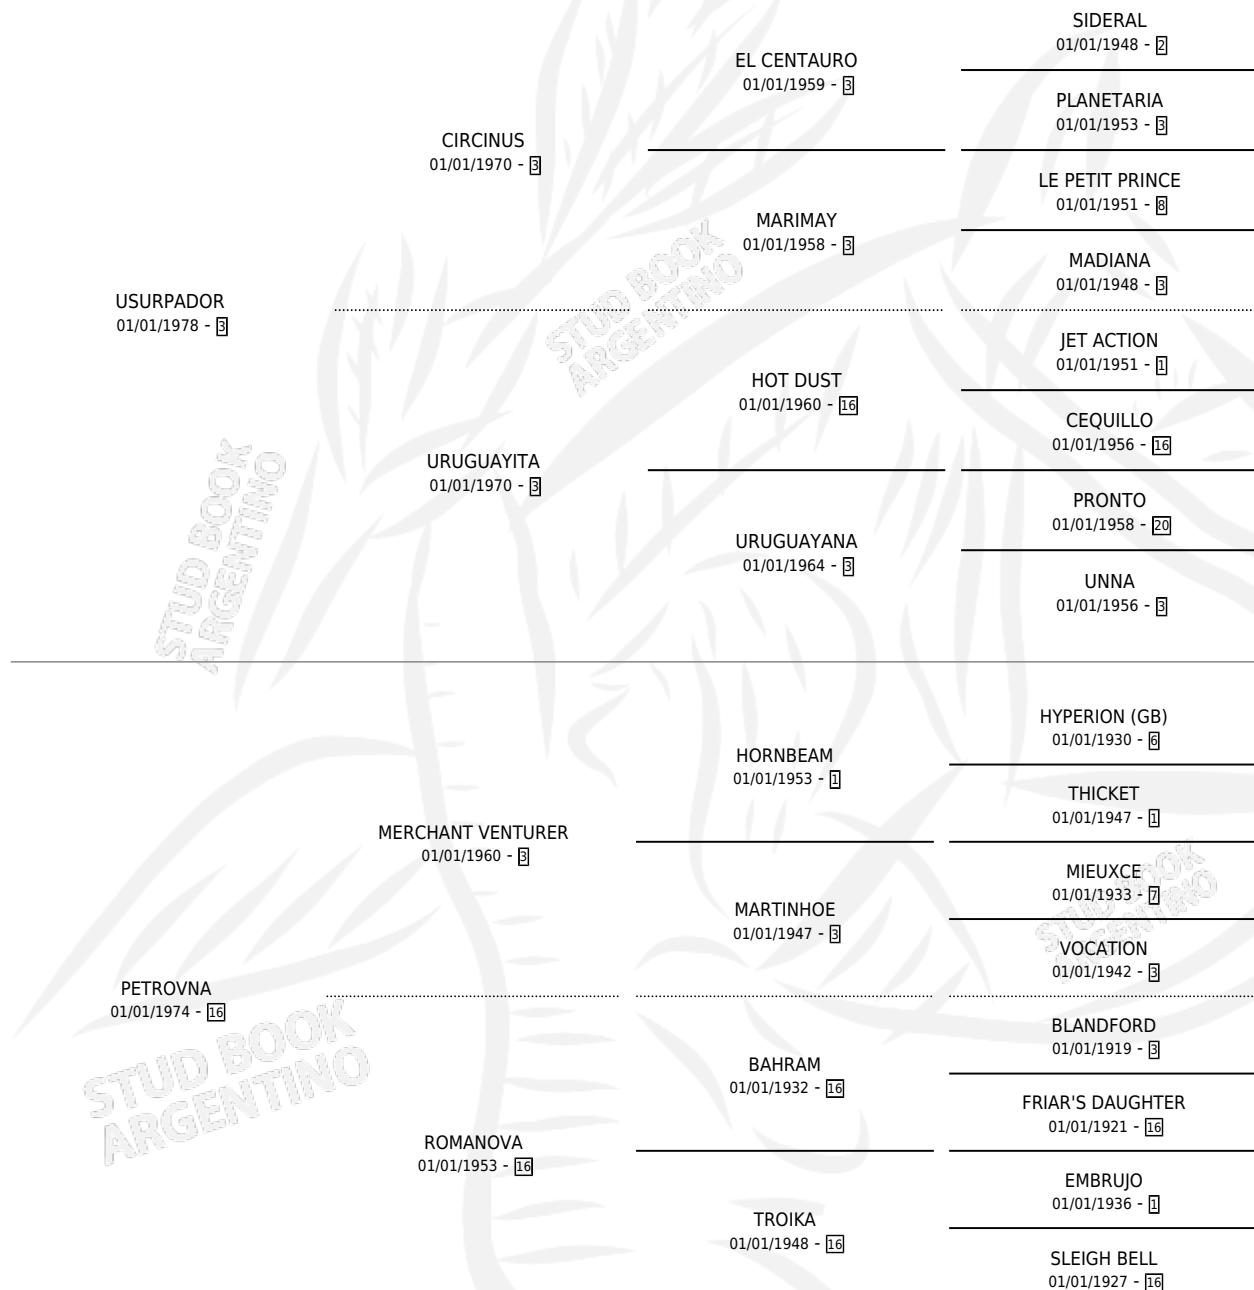 SIDERAL
01/01/1948 - 2
EL CENTAURO
01/01/1959 - 3
PLANETARIA
01/01/1953 - 3
CIRCINUS
01/01/1970 - 3
LE PETIT PRINCE
01/01/1951 - 8
MARIMAY
01/01/1958 - 3
MADIANA
01/01/1948 - 3
USURPADOR
01/01/1978 - 3
JET ACTION
01/01/1951 - 1
HOT DUST
01/01/1960 - 16
CEQUILLO
01/01/1956 - 16
URUGUAYITA
01/01/1970 - 3
PRONTO
01/01/1958 - 20
URUGUAYANA
01/01/1964 - 3
UNNA
01/01/1956 - 3
STUD BOOK
ARGENTINO
STUD BOOK
ARGENTINO
HYPERION (GB)
01/01/1930 - 6
HORNBEAM
01/01/1953 - 1
THICKET
01/01/1947 - 1
MERCHANT VENTURER
01/01/1960 - 3
MIEUXCE
01/01/1933 - 7
MARTINHOE
01/01/1947 - 3
VOCATION
01/01/1942 - 3
STUD BOOK
ARGENTINO
PETROVNA
01/01/1974 - 16
BLANDFORD
01/01/1919 - 3
BAHRAM
01/01/1932 - 16
FRIAR'S DAUGHTER
01/01/1921 - 16
ROMANOVA
01/01/1953 - 16
EMBRUJO
01/01/1936 - 1
TROIKA
01/01/1948 - 16
SLEIGH BELL
01/01/1927 - 16
STUD BOOK
ARGENTINO